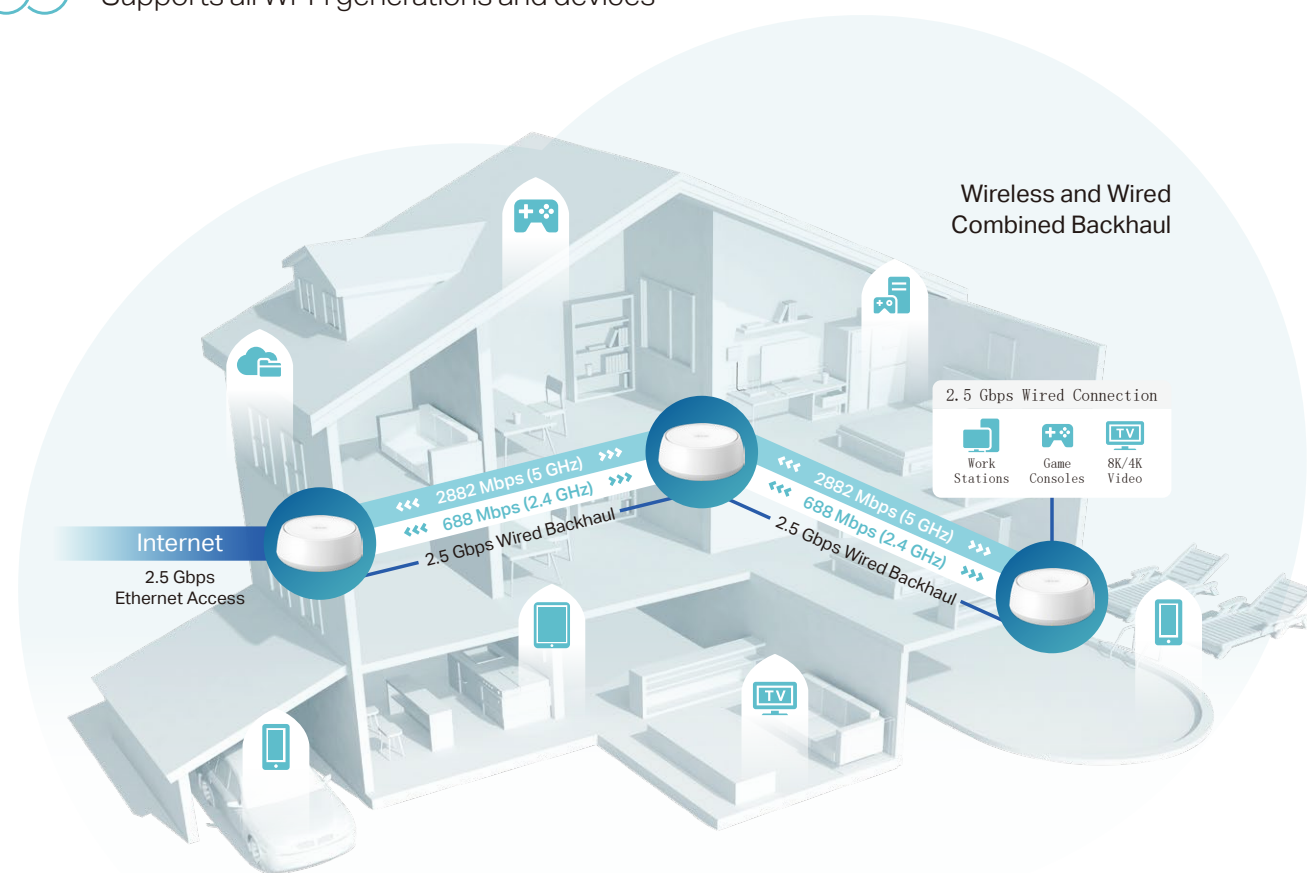 Supports all Wi-Fi generations and devices
Wireless and Wired
Combined Backhaul
2.5 Gbps Wired Connection
TV
Work
Stations
Game
Consoles
8K/4K
Video
2882 Mbps (5 GHz)
688 Mbps (2.4 GHz)
2.5 Gbps Wired Backhaul
2882 Mbps (5 GHz)
688 Mbps (2.4 GHz)
2.5 Gbps Wired Backhaul
Internet
2.5 Gbps
Ethernet Access
TV